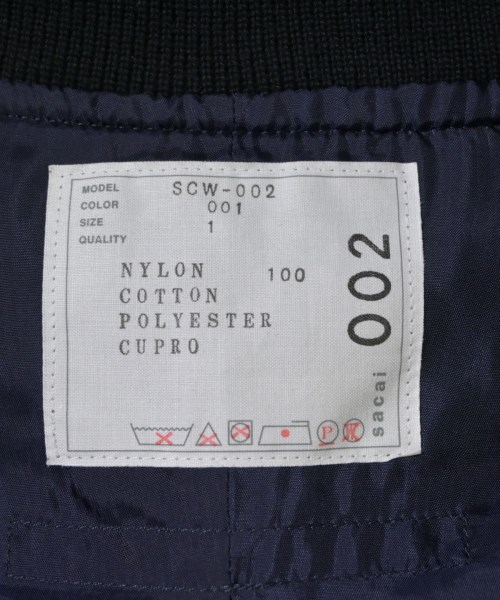 MODEL SCW-002
COLOR 001
SIZE 1
QUALITY
NYLON 100
COTTON
POLYESTER
CUPRO
P
sacai 002